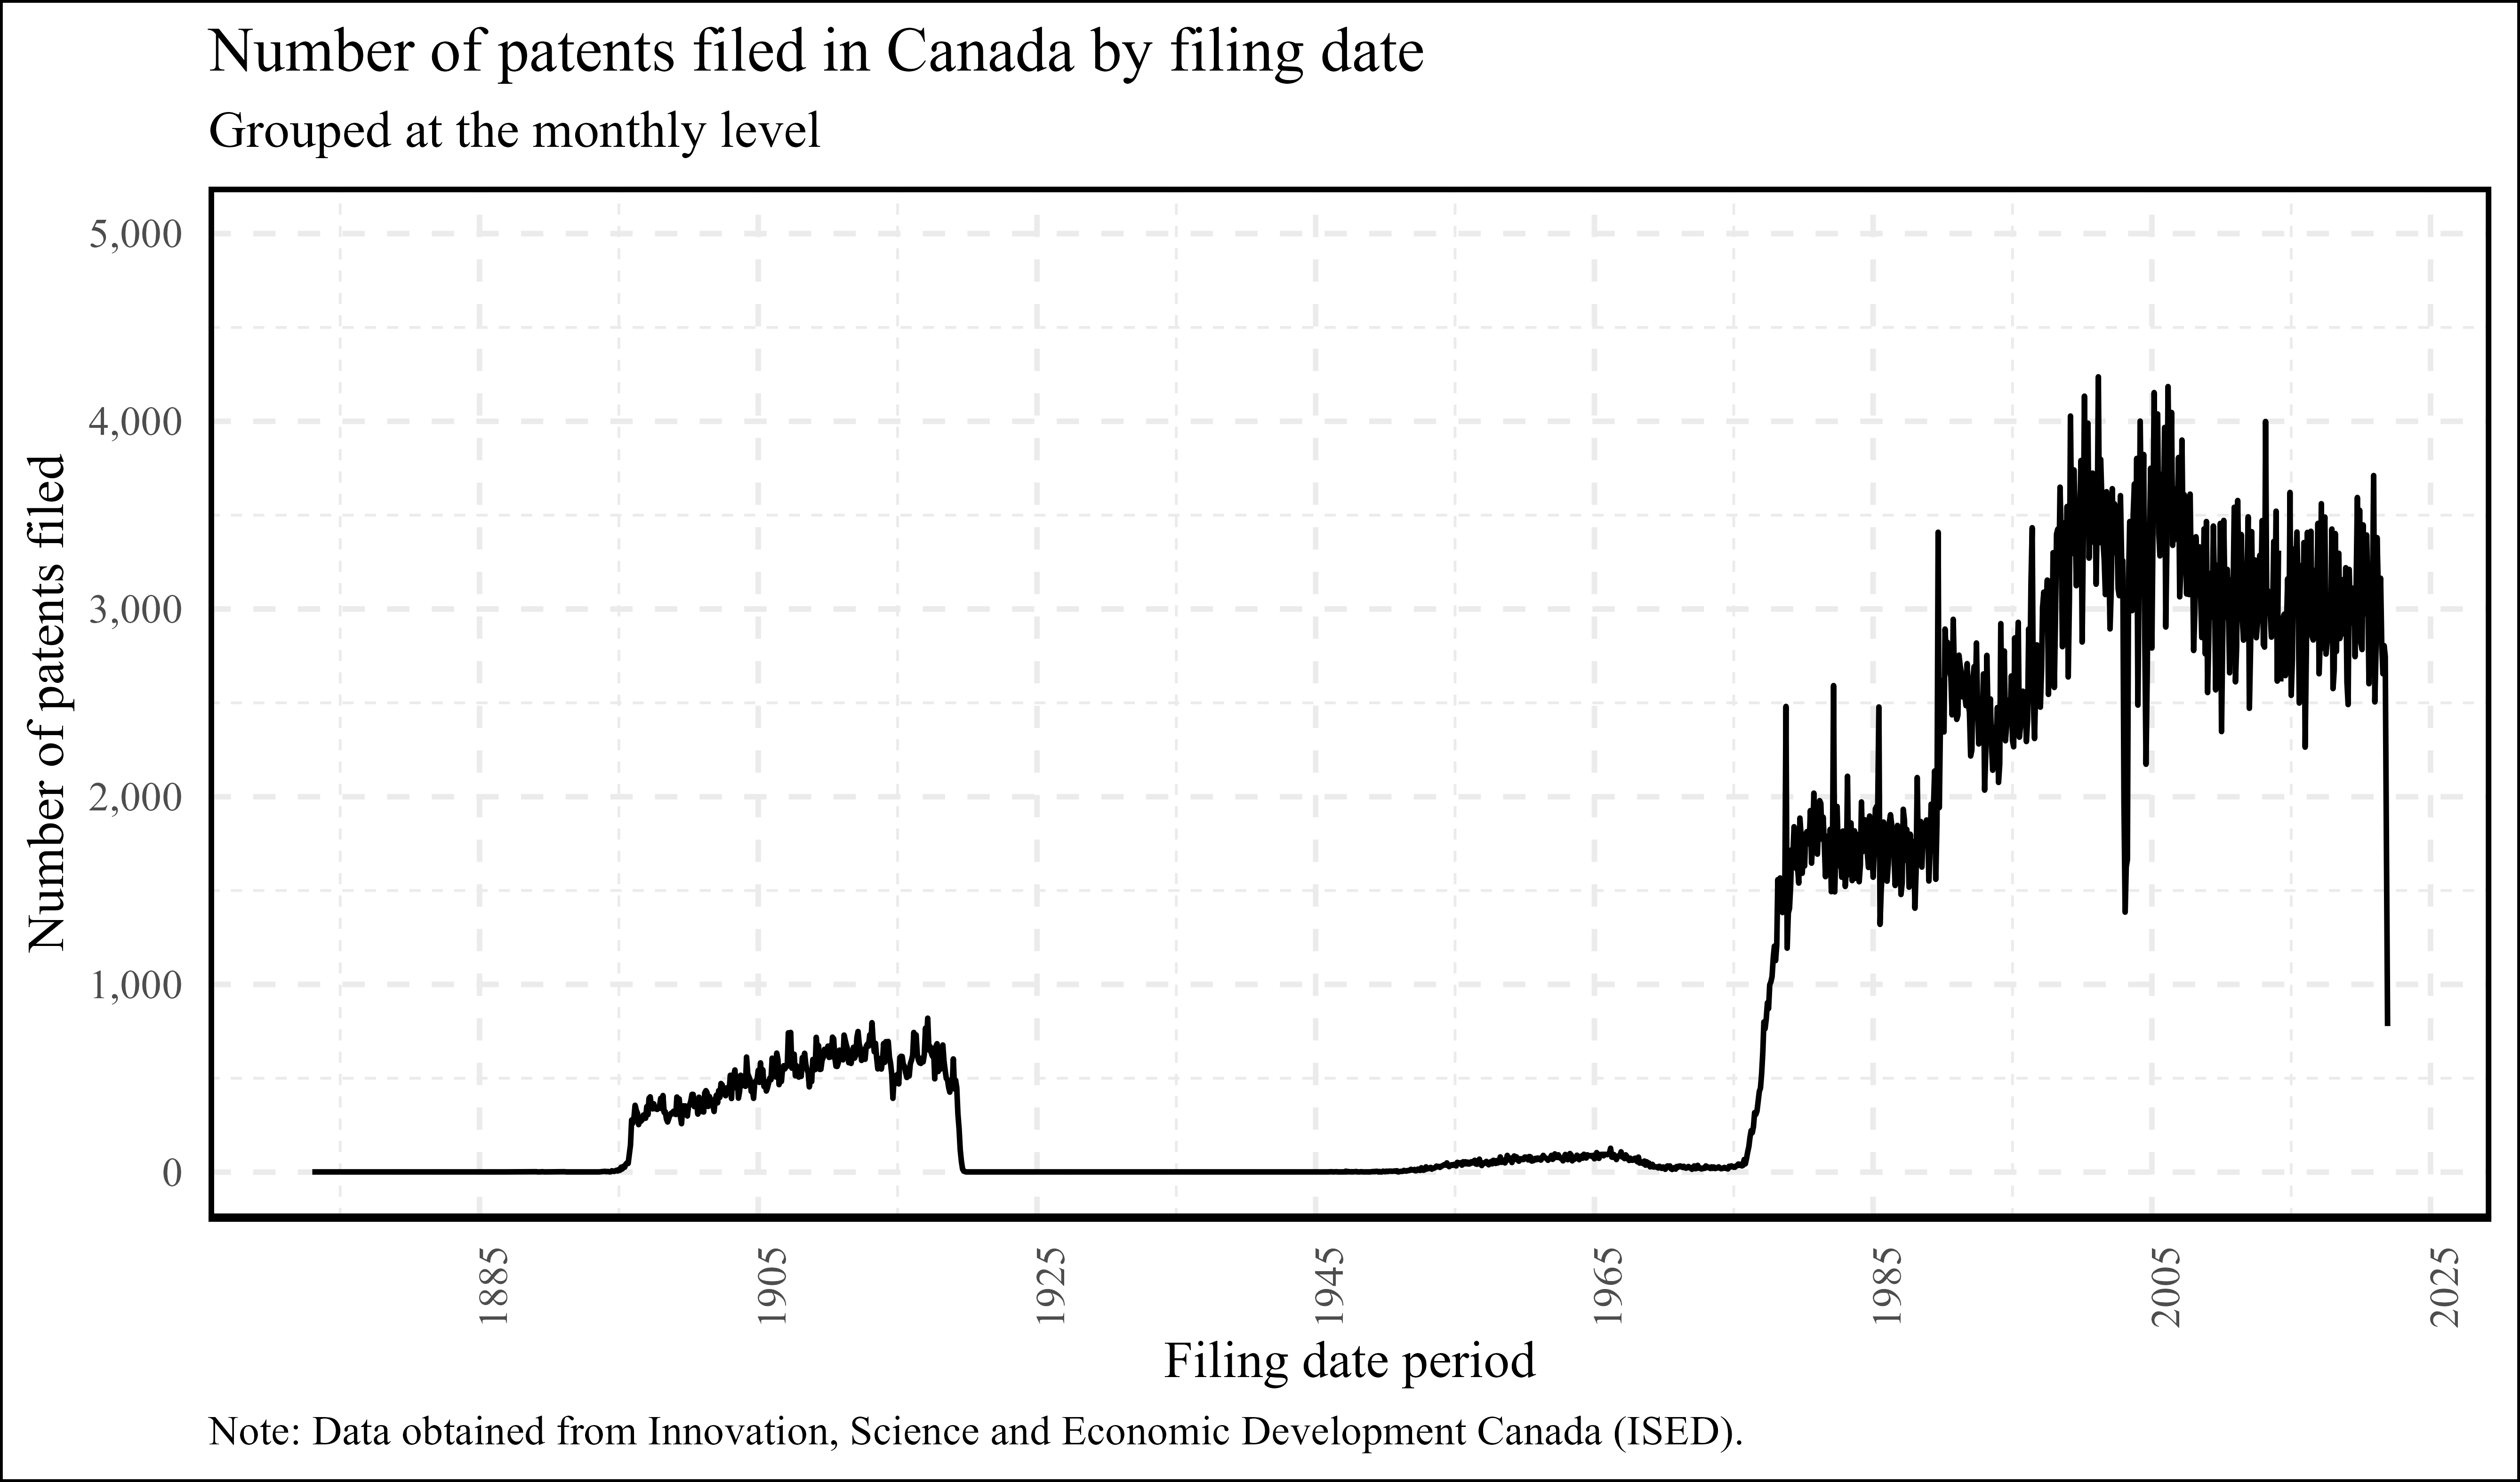 Number of patents filed in Canada by filing date
Grouped at the monthly level
Number of patents filed
5,000
4,000
3,000
2,000
1,000
0
1885
1905
1925
1945
1965
1985
2005
2025
Filing date period
Note: Data obtained from Innovation, Science and Economic Development Canada (ISED).